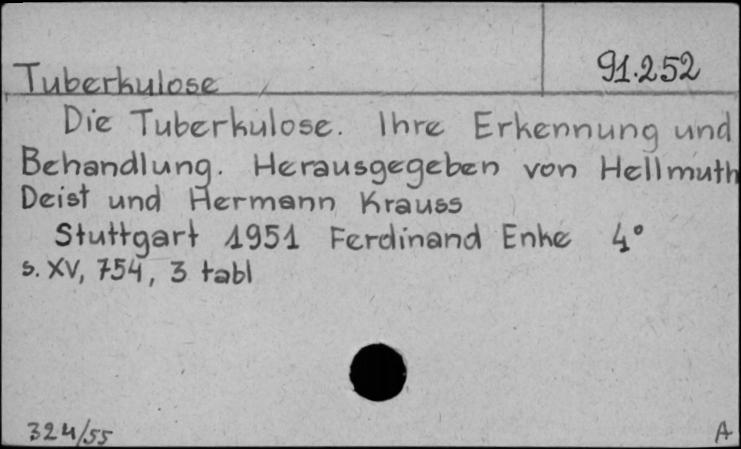 Tuberkulose 91.252
Die Tuberkulose. Ihre Erkennung und
Behandlung. Herausgegeben von Hellmuth
Deist und Hermann Krauss
Stuttgart 1951 Ferdinand Enke 4°
s. XV, 754, 3 tabl
324/55 A